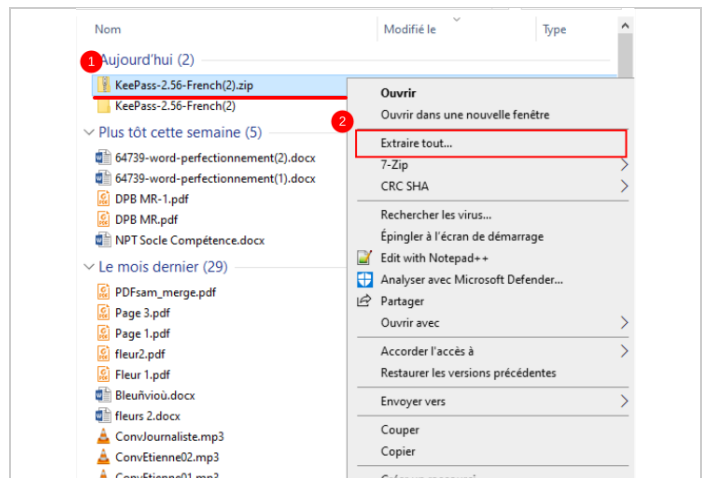 Nom Modifié le Type
1 Aujourd'hui (2)
KeePass-2.56-French(2).zip
KeePass-2.56-French(2)
Plus tôt cette semaine (5)
64739-word-perfectionnement(2).docx
64739-word-perfectionnement(1).docx
DPB MR-1.pdf
DPB MR.pdf
NPT Socle Compétence.docx
Le mois dernier (29)
PDFsam_merge.pdf
Page 3.pdf
Page 1.pdf
fleur2.pdf
Fleur 1.pdf
Bleuñvioù.docx
fleurs 2.docx
ConvJournaliste.mp3
ConvEtienne02.mp3
ConvEtienne01.mp3
Ouvrir
Ouvrir dans une nouvelle fenêtre
2
Extraire tout...
7-Zip
CRC SHA
Rechercher les virus...
Épingler à l'écran de démarrage
Edit with Notepad++
Analyser avec Microsoft Defender...
Partager
Ouvrir avec
Accorder l'accès à
Restaurer les versions précédentes
Envoyer vers
Couper
Copier